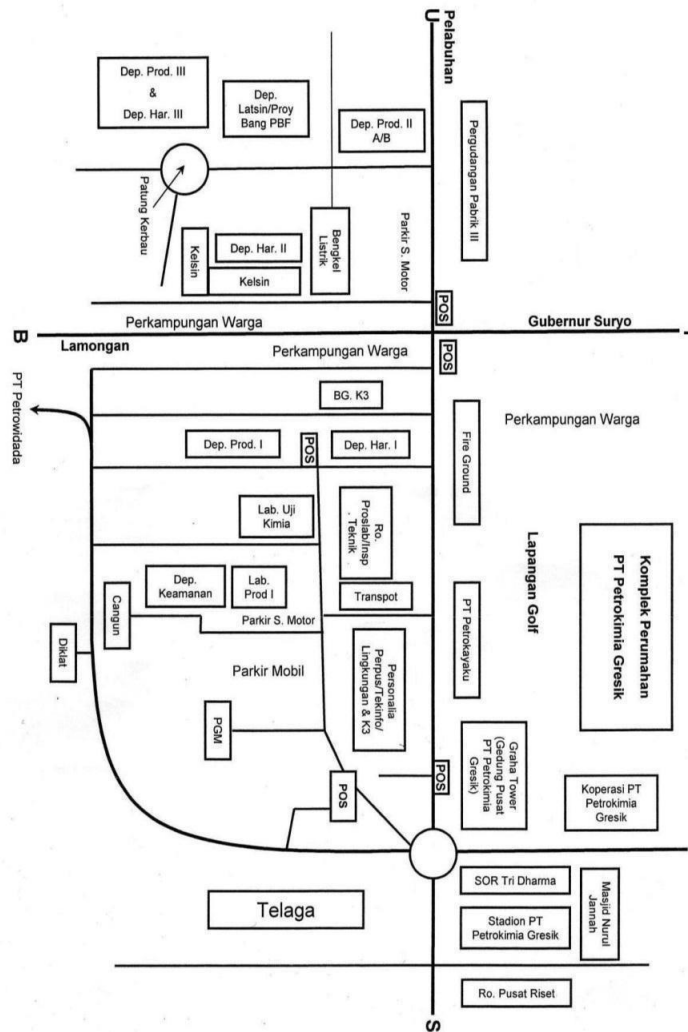 U
Pelabuhan
Dep. Prod. III
&
Dep. Har. III
Dep.
Latsin/Proy
Bang PBF
Dep. Prod. II
A/B
Pergudangan Pabrik III
Patung Kerbau
Kelsin
Dep. Har. II
Kelsin
Bengkel
Listrik
Parkir S. Motor
POS
Perkampungan Warga
Gubernur Suryo
B
Lamongan
Perkampungan Warga
POS
PT Petrowidada
BG. K3
Perkampungan Warga
Fire Ground
Dep. Prod. I
POS
Dep. Har. I
Lab. Uji
Kimia
Ro.
Proslab/Insp
. Teknik
Lapangan Golf
Komplek Perumahan
PT Petrokimia Gresik
Dep.
Keamanan
Lab.
Prod I
Transpot
PT Petrokayaku
Cangun
Parkir S. Motor
Diklat
Parkir Mobil
Personalia
Perpus/Tekinfo/
Lingkungan & K3
PGM
POS
POS
Graha Tower
(Gedung Pusat
PT Petrokimia
Gresik)
Koperasi PT
Petrokimia
Gresik
Telaga
SOR Tri Dharma
Masjid Nurul
Jannah
Stadion PT
Petrokimia Gresik
Ro. Pusat Riset
S